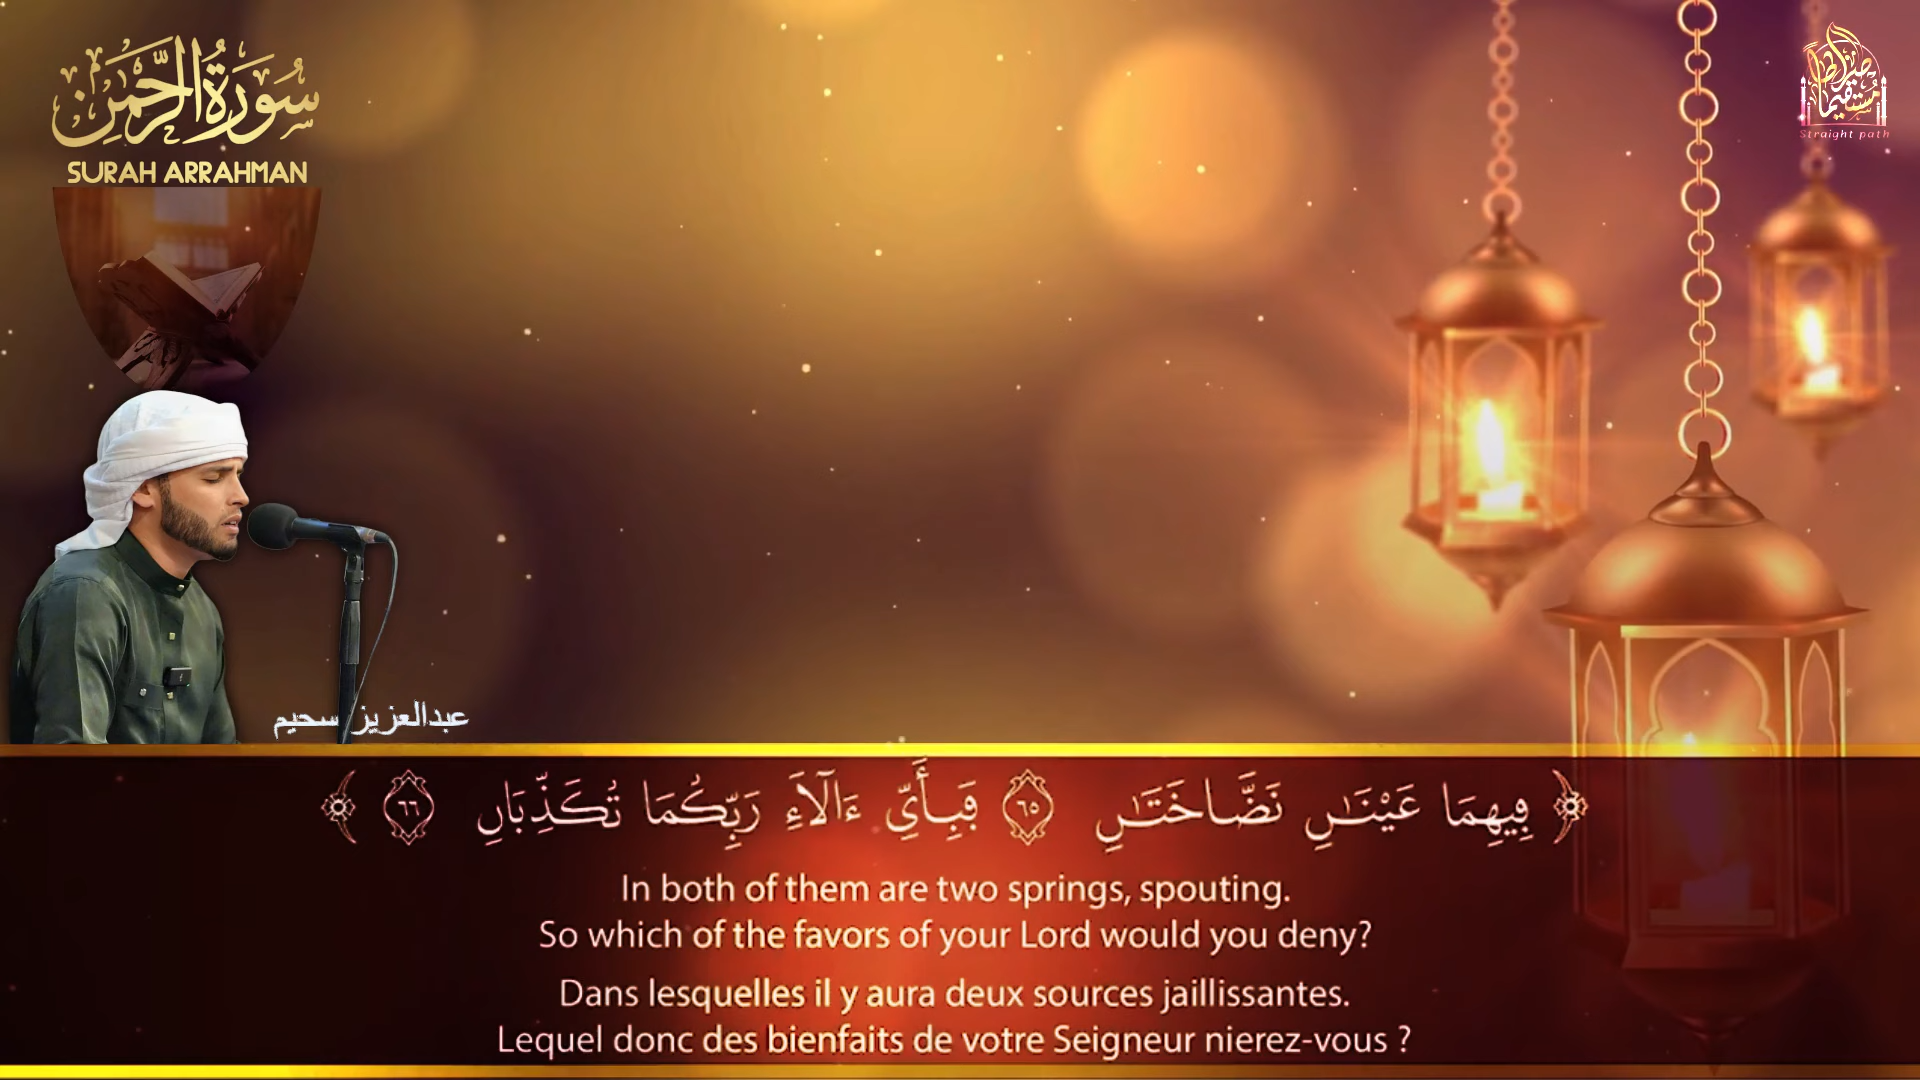 سُورَةُ الرَّحْمَٰن
SURAH ARRAHMAN
صِرَاطًا مُسْتَقِيمًا
Straight path
عبدالعزيز سحيم
﴿ فِيهِمَا عَيْنَانِ نَضَّاخَتَانِ ٦٥ فَبِأَيِّ ءَالَآءِ رَبِّكُمَا تُكَذِّبَانِ ٦٦ ﴾
In both of them are two springs, spouting.
So which of the favors of your Lord would you deny?
Dans lesquelles il y aura deux sources jaillissantes.
Lequel donc des bienfaits de votre Seigneur nierez-vous ?